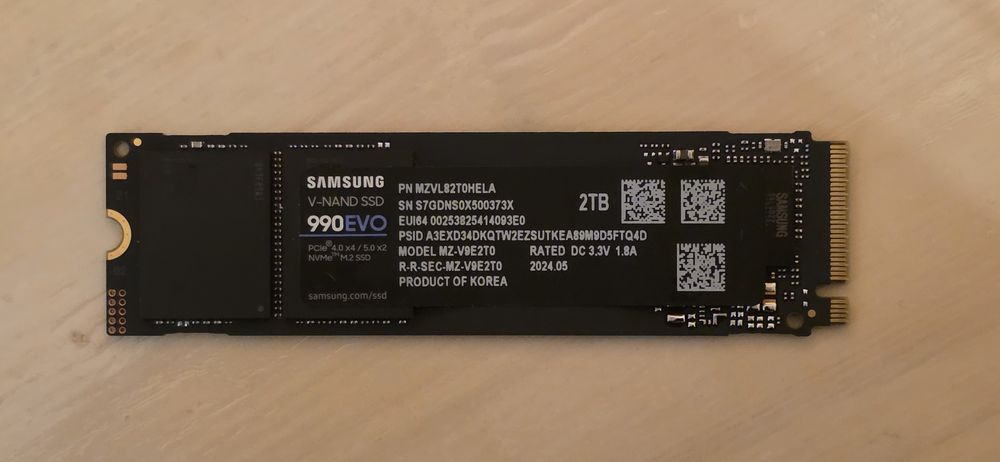 SAMSUNG
V-NAND SSD
990EVO
PCIe® 4.0 x4 / 5.0 x2
NVMe™ M.2 SSD
samsung.com/ssd
PN MZVL82T0HELA
SN S7GDNS0X500373X
EUI64 00253825414093E0
PSID A3EXD34DKQTW2EZSUTKEA89M9D5FTQ4D
MODEL MZ-V9E2T0 RATED DC 3.3V 1.8A
R-R-SEC-MZ-V9E2T0 2024.05
PRODUCT OF KOREA
2TB
SAMSUNG